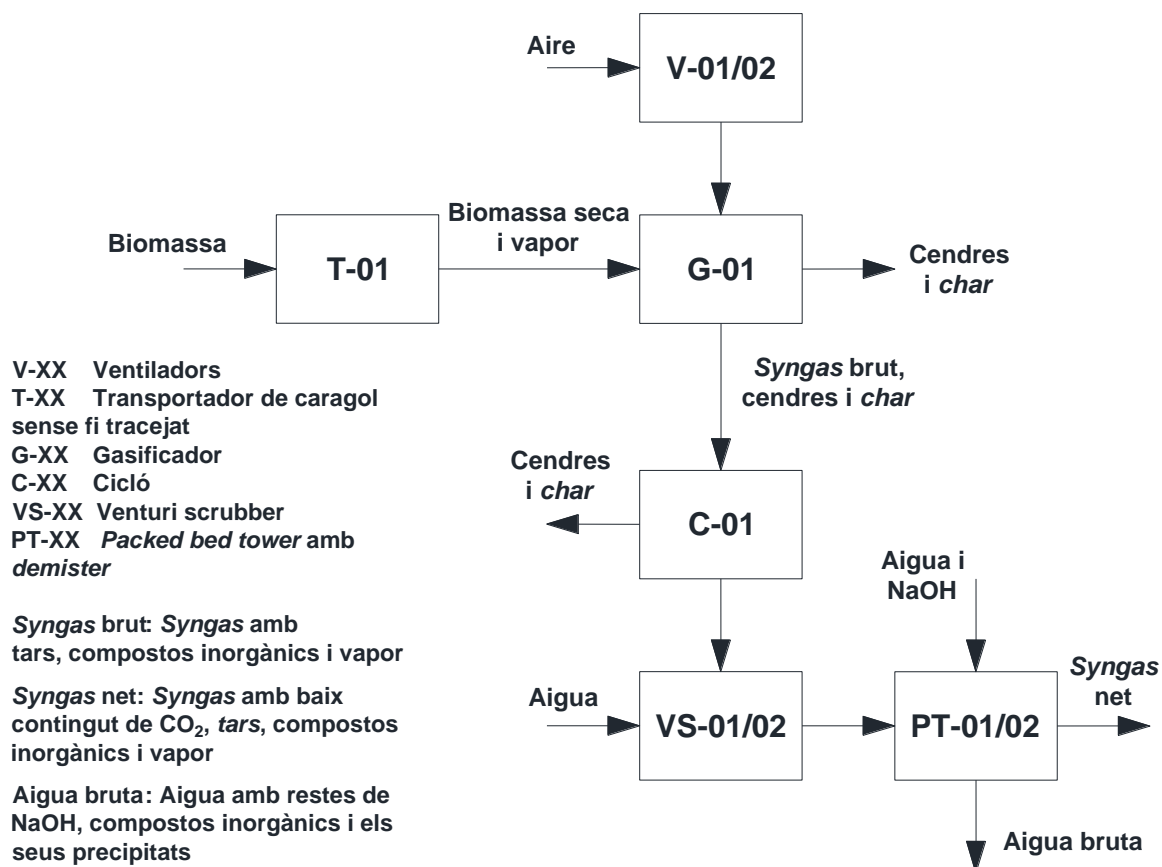 Aire
V-01/02
Biomassa
T-01
Biomassa seca
i vapor
G-01
Cendres
i char
V-XX Ventiladors
T-XX Transportador de caragol
sense fi tracejat
G-XX Gasificador
C-XX Cicló
VS-XX Venturi scrubber
PT-XX Packed bed tower amb
demister
Syngas brut,
cendres i char
Cendres
i char
C-01
Aigua i
NaOH
Syngas brut: Syngas amb
tars, compostos inorgànics i vapor
Syngas net: Syngas amb baix
contingut de CO₂, tars, compostos
inorgànics i vapor
Aigua bruta: Aigua amb restes de
NaOH, compostos inorgànics i els
seus precipitats
Aigua
VS-01/02
PT-01/02
Syngas
net
Aigua bruta